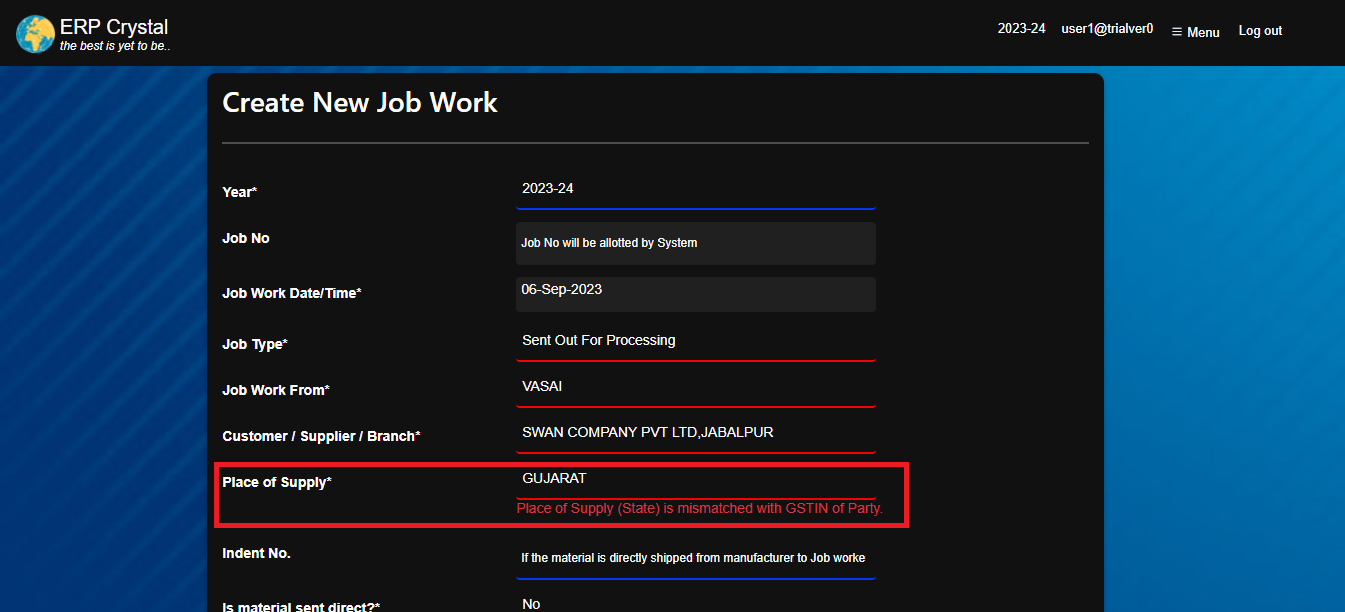 ERP Crystal
the best is yet to be..
2023-24 user1@trialver0 ☰ Menu Log out
Create New Job Work
Year* 2023-24
Job No Job No will be allotted by System
Job Work Date/Time* 06-Sep-2023
Job Type* Sent Out For Processing
Job Work From* VASAI
Customer / Supplier / Branch* SWAN COMPANY PVT LTD,JABALPUR
Place of Supply* GUJARAT
Place of Supply (State) is mismatched with GSTIN of Party.
Indent No. If the material is directly shipped from manufacturer to Job worke
Is material sent direct?* No